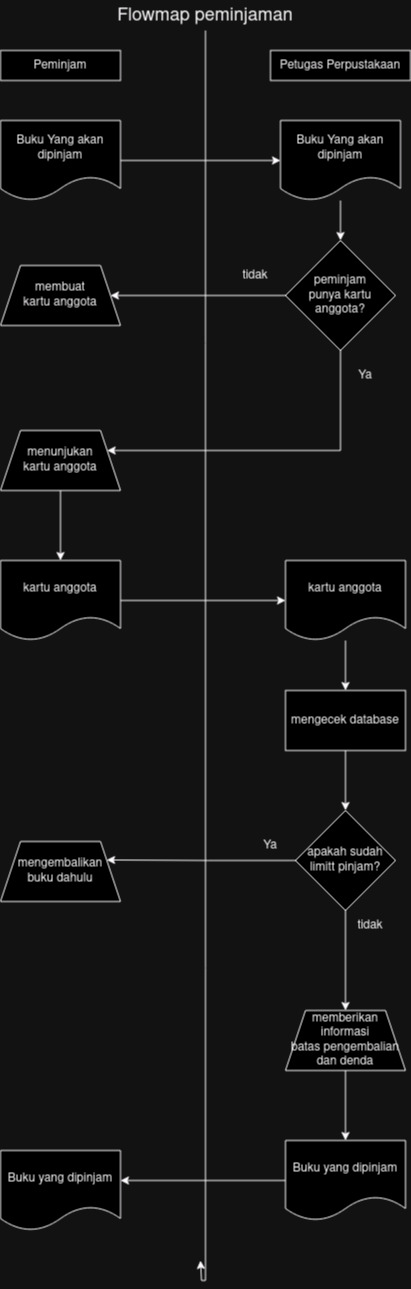 Flowmap peminjaman
Peminjam
Petugas Perpustakaan
Buku Yang akan
dipinjam
Buku Yang akan
dipinjam
peminjam
punya kartu
anggota?
tidak
membuat
kartu anggota
Ya
menunjukan
kartu anggota
kartu anggota
kartu anggota
mengecek database
apakah sudah
limitt pinjam?
Ya
mengembalikan
buku dahulu
tidak
memberikan
informasi
batas pengembalian
dan denda
Buku yang dipinjam
Buku yang dipinjam